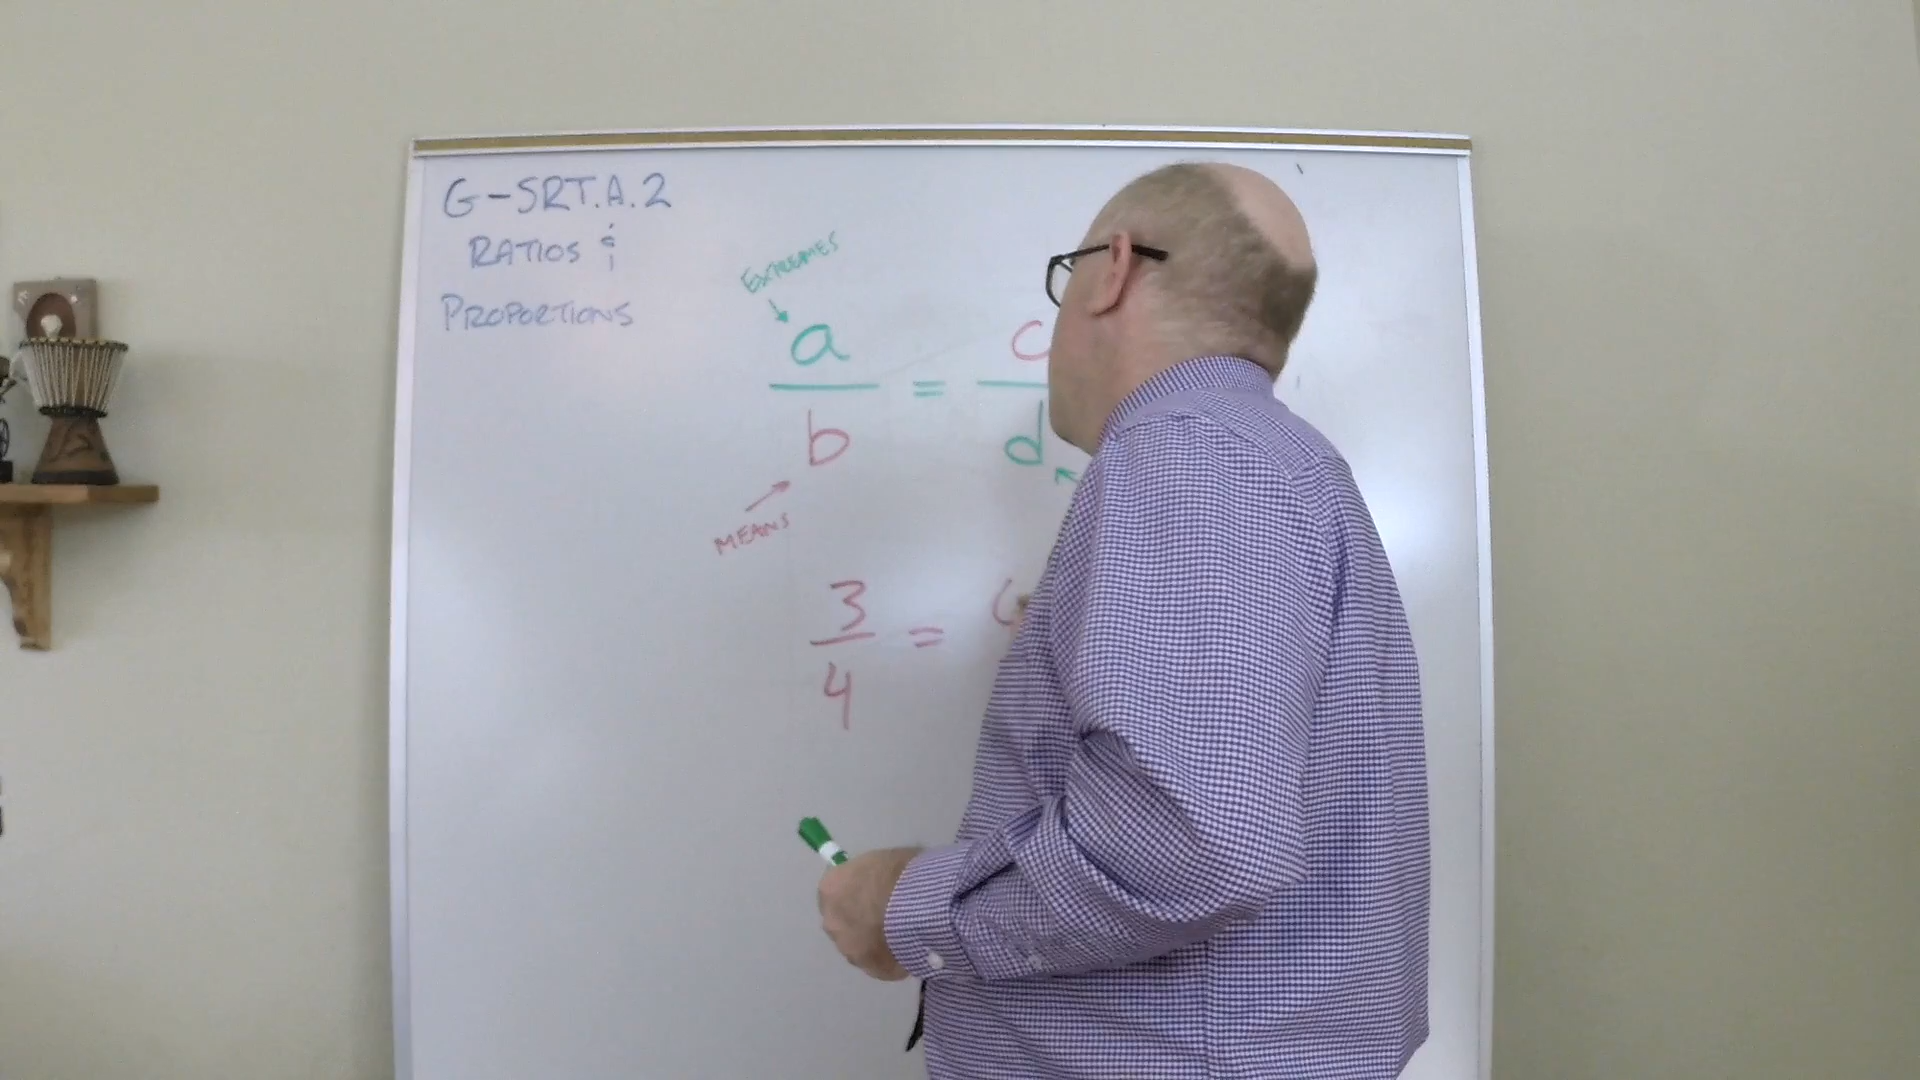 G-SRT.A.2
RATIOS &
PROPORTIONS
EXTREMES
a
b
=
c
d
MEANS
3
4
=